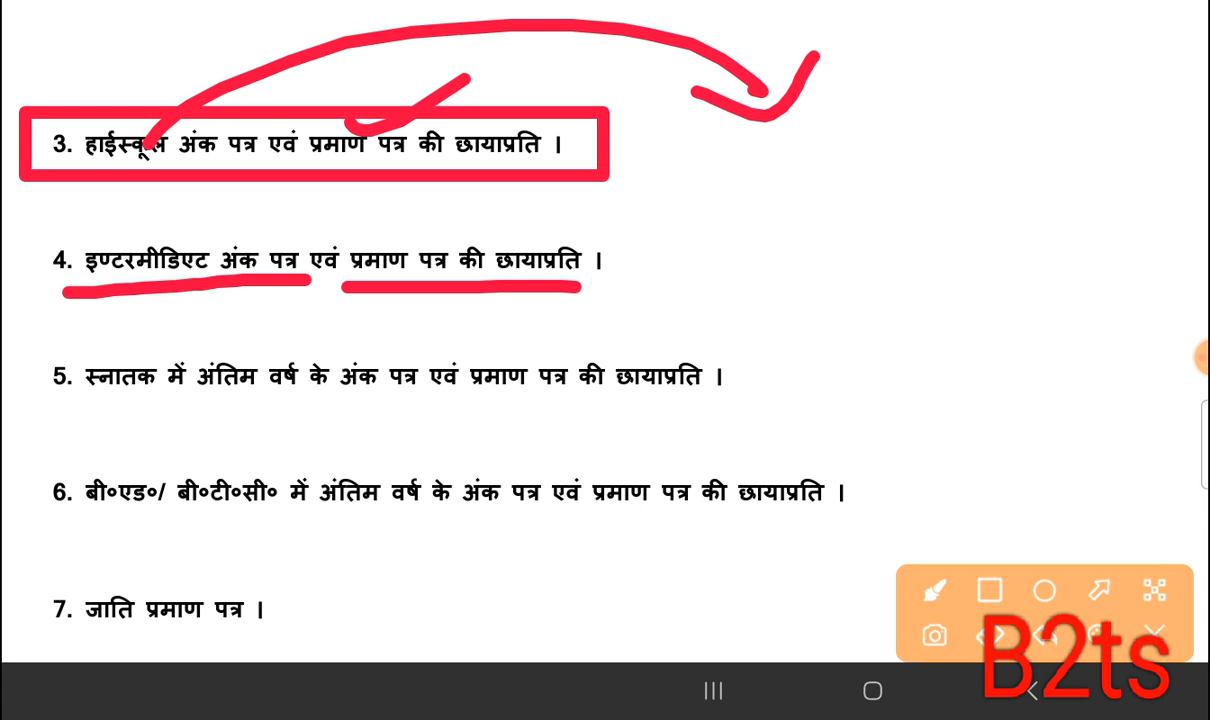 3. हाईस्कूल अंक पत्र एवं प्रमाण पत्र की छायाप्रति ।
4. इण्टरमीडिएट अंक पत्र एवं प्रमाण पत्र की छायाप्रति ।
5. स्नातक में अंतिम वर्ष के अंक पत्र एवं प्रमाण पत्र की छायाप्रति ।
6. बी०एड०/ बी०टी०सी० में अंतिम वर्ष के अंक पत्र एवं प्रमाण पत्र की छायाप्रति ।
7. जाति प्रमाण पत्र ।
B2ts